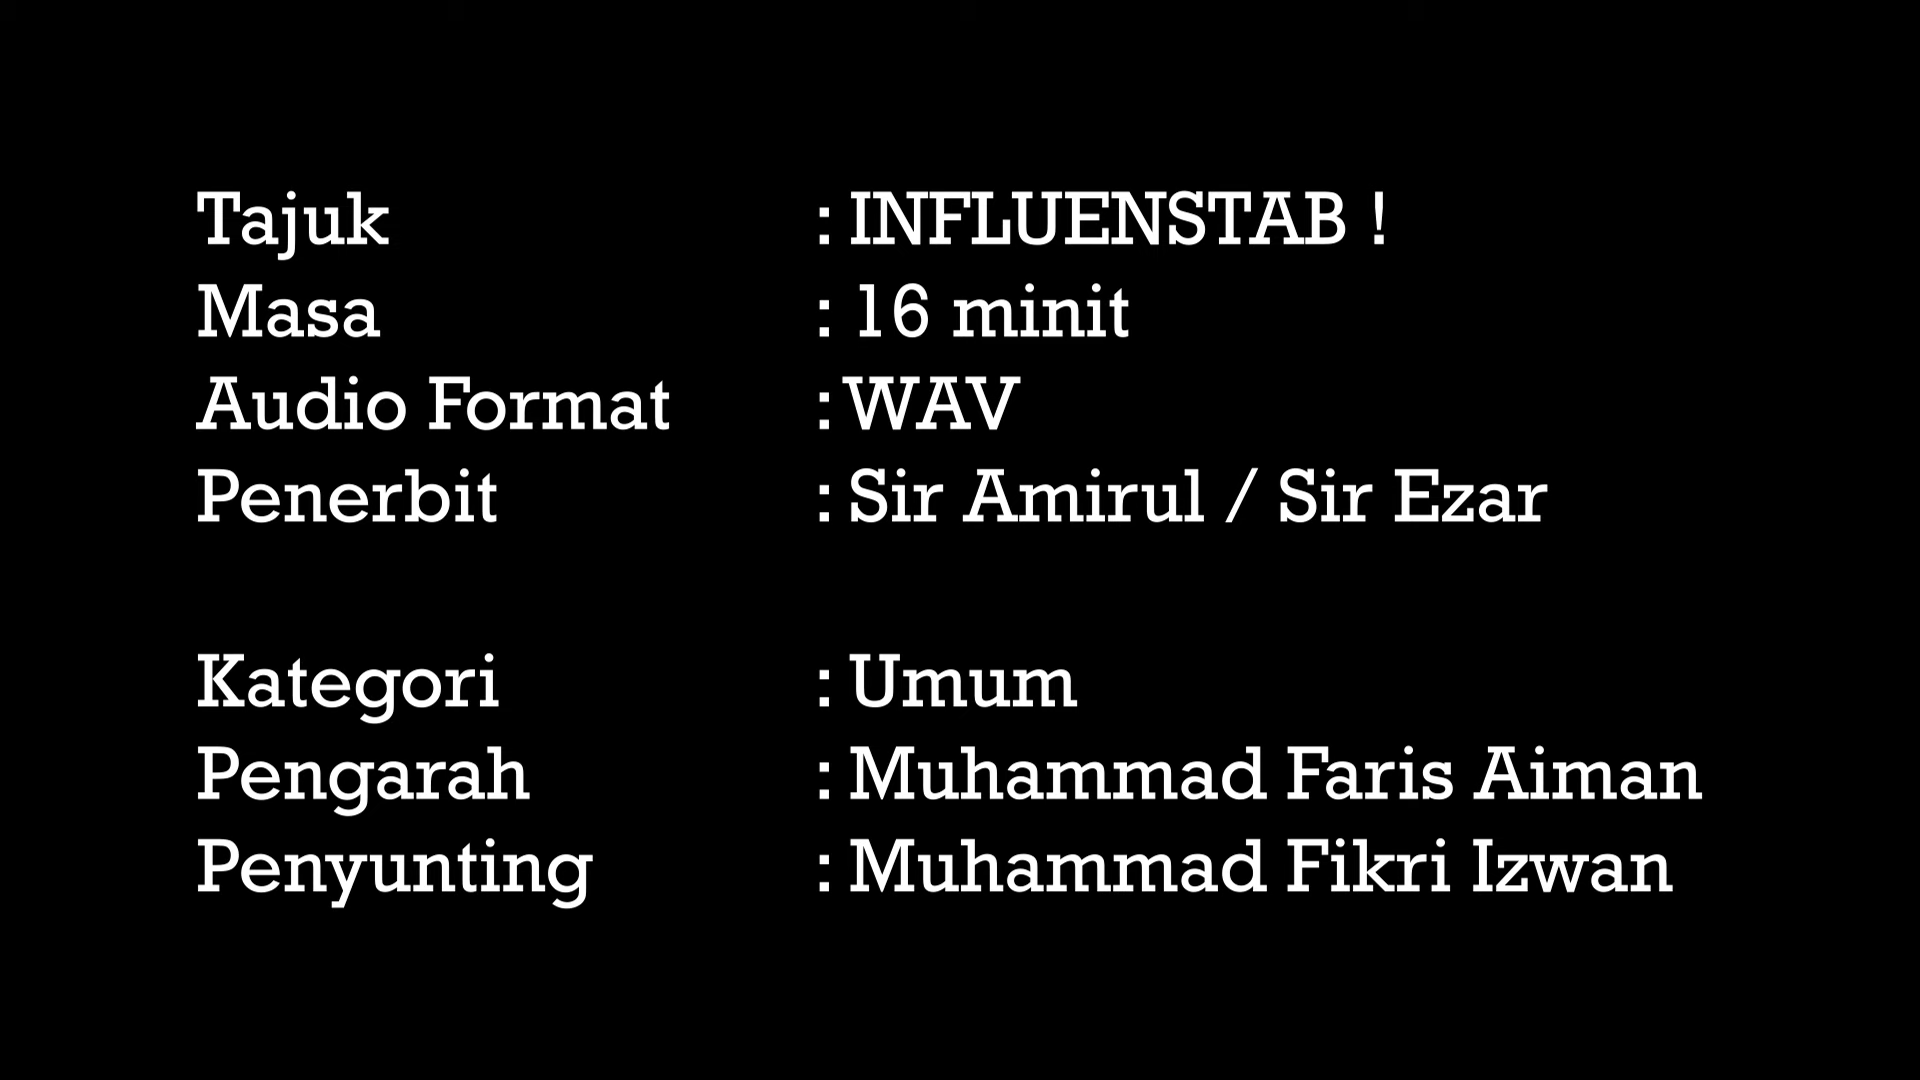 Tajuk : INFLUENSTAB !
Masa : 16 minit
Audio Format : WAV
Penerbit : Sir Amirul / Sir Ezar
Kategori : Umum
Pengarah : Muhammad Faris Aiman
Penyunting : Muhammad Fikri Izwan